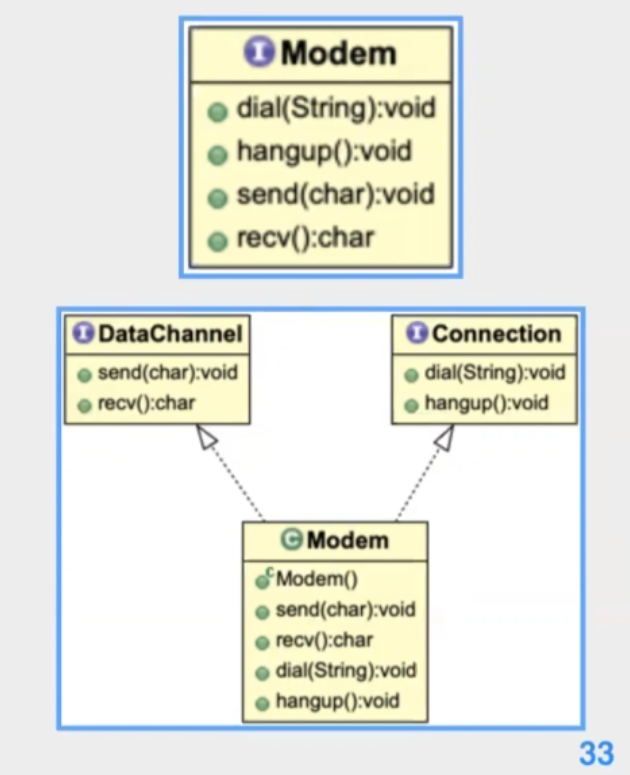 I Modem
dial(String):void
hangup():void
send(char):void
recv():char
I DataChannel
send(char):void
recv():char
I Connection
dial(String):void
hangup():void
C Modem
c Modem()
send(char):void
recv():char
dial(String):void
hangup():void
33